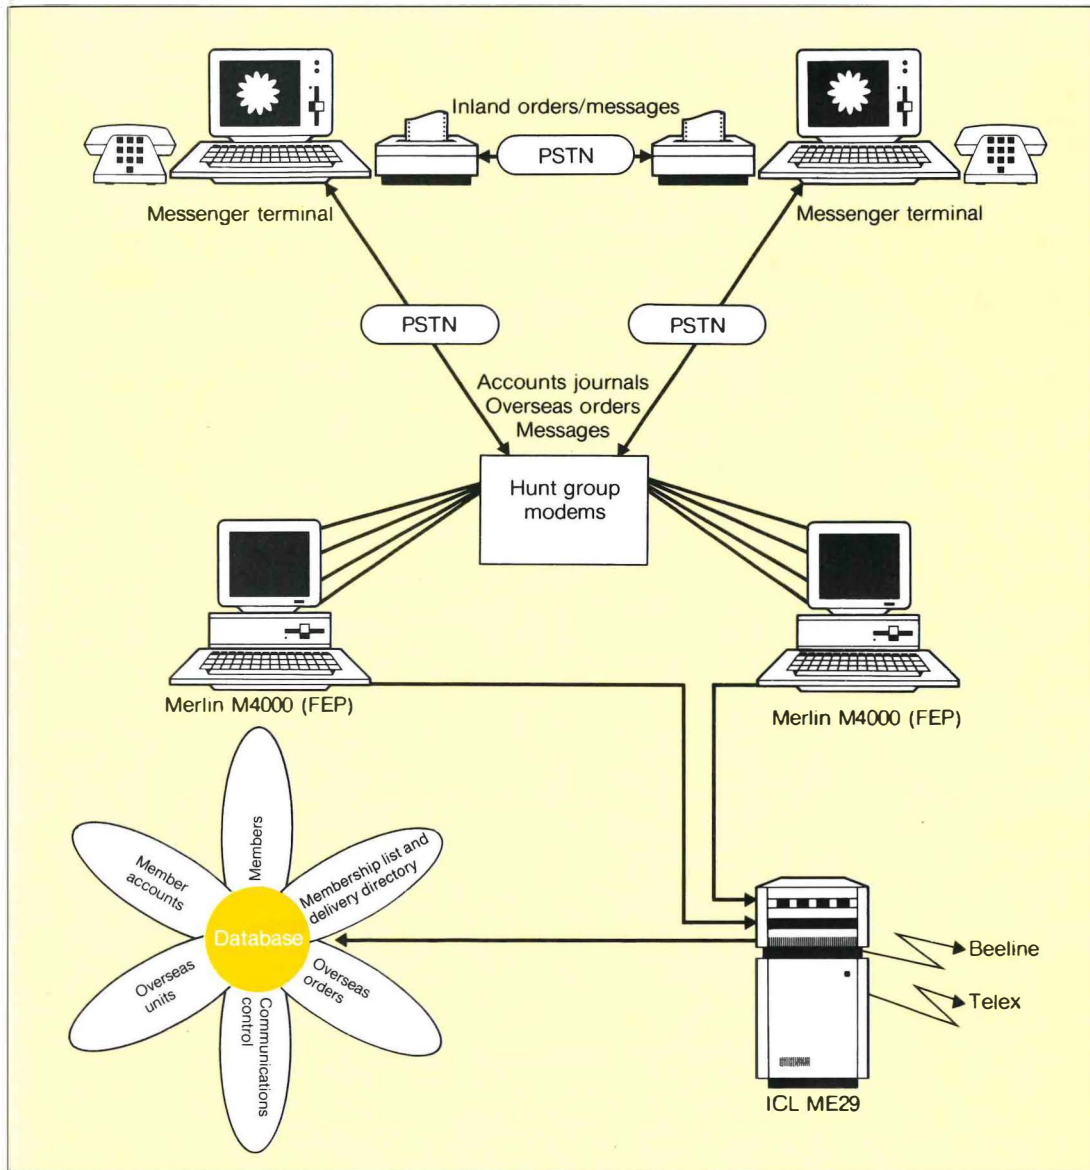 Inland orders/messages
PSTN
Messenger terminal
Messenger terminal
PSTN
PSTN
Accounts journals
Overseas orders
Messages
Hunt group
modems
Merlin M4000 (FEP)
Merlin M4000 (FEP)
Members
Member
accounts
Membership list and
delivery directory
Database
Overseas
units
Overseas
orders
Communications
control
Beeline
Telex
ICL ME29